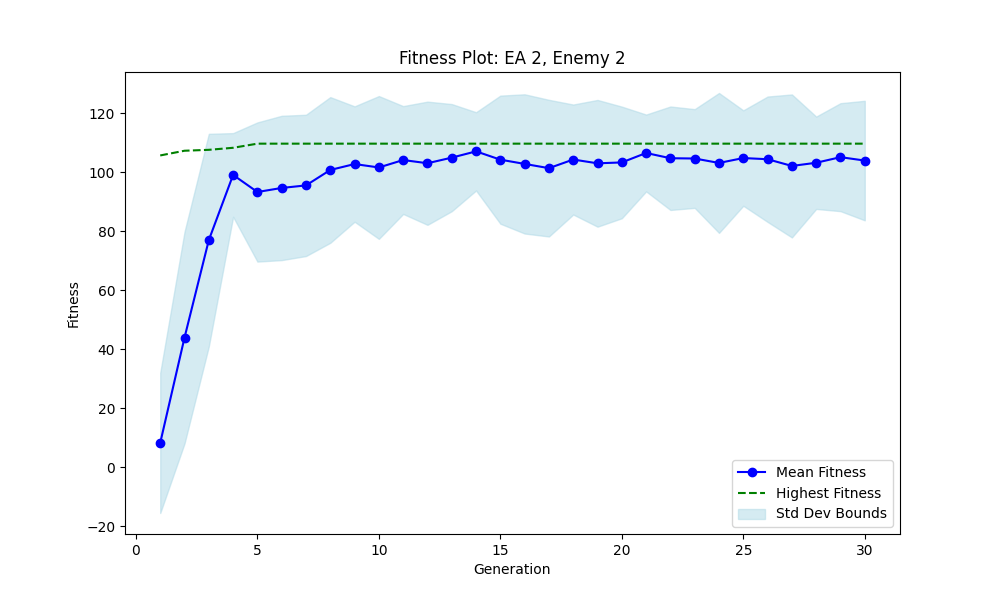 Fitness Plot: EA 2, Enemy 2
120
100
80
60
40
20
0
−20
Fitness
Mean Fitness
Highest Fitness
Std Dev Bounds
0 5 10 15 20 25 30
Generation